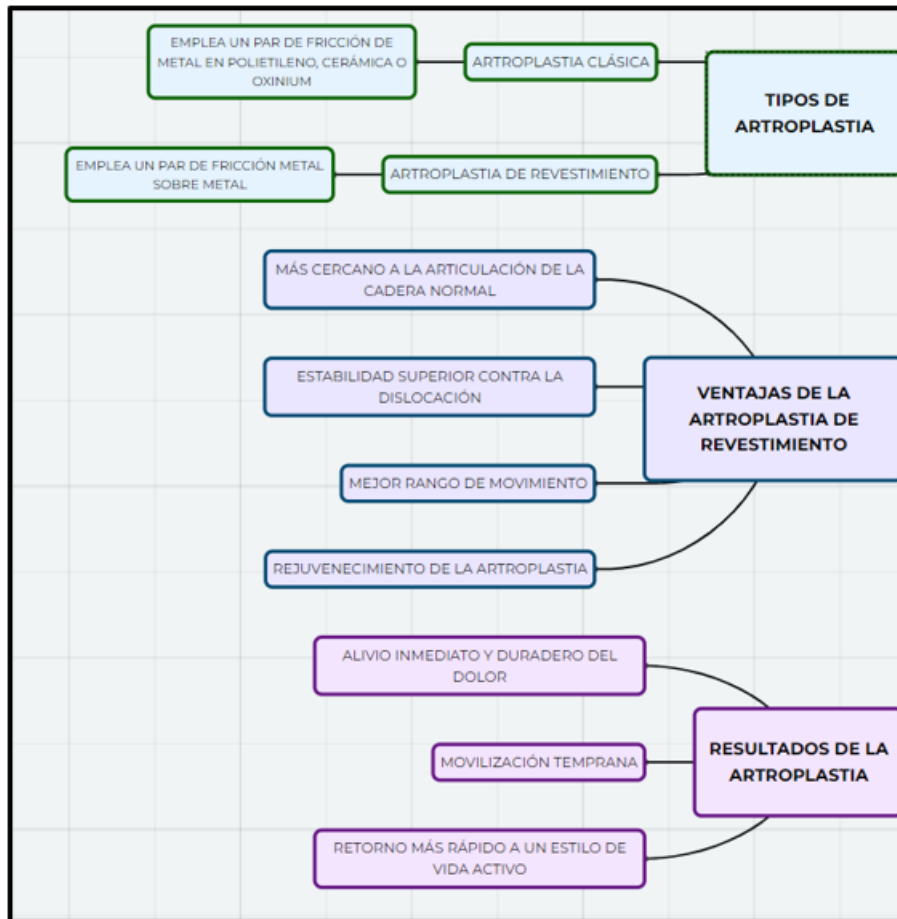 TIPOS DE
ARTROPLASTIA
ARTROPLASTIA CLÁSICA
EMPLEA UN PAR DE FRICCIÓN DE
METAL EN POLIETILENO, CERÁMICA O
OXINIUM
ARTROPLASTIA DE REVESTIMIENTO
EMPLEA UN PAR DE FRICCIÓN METAL
SOBRE METAL
VENTAJAS DE LA
ARTROPLASTIA DE
REVESTIMIENTO
MÁS CERCANO A LA ARTICULACIÓN DE LA
CADERA NORMAL
ESTABILIDAD SUPERIOR CONTRA LA
DISLOCACIÓN
MEJOR RANGO DE MOVIMIENTO
REJUVENECIMIENTO DE LA ARTROPLASTIA
RESULTADOS DE LA
ARTROPLASTIA
ALIVIO INMEDIATO Y DURADERO DEL
DOLOR
MOVILIZACIÓN TEMPRANA
RETORNO MÁS RÁPIDO A UN ESTILO DE
VIDA ACTIVO